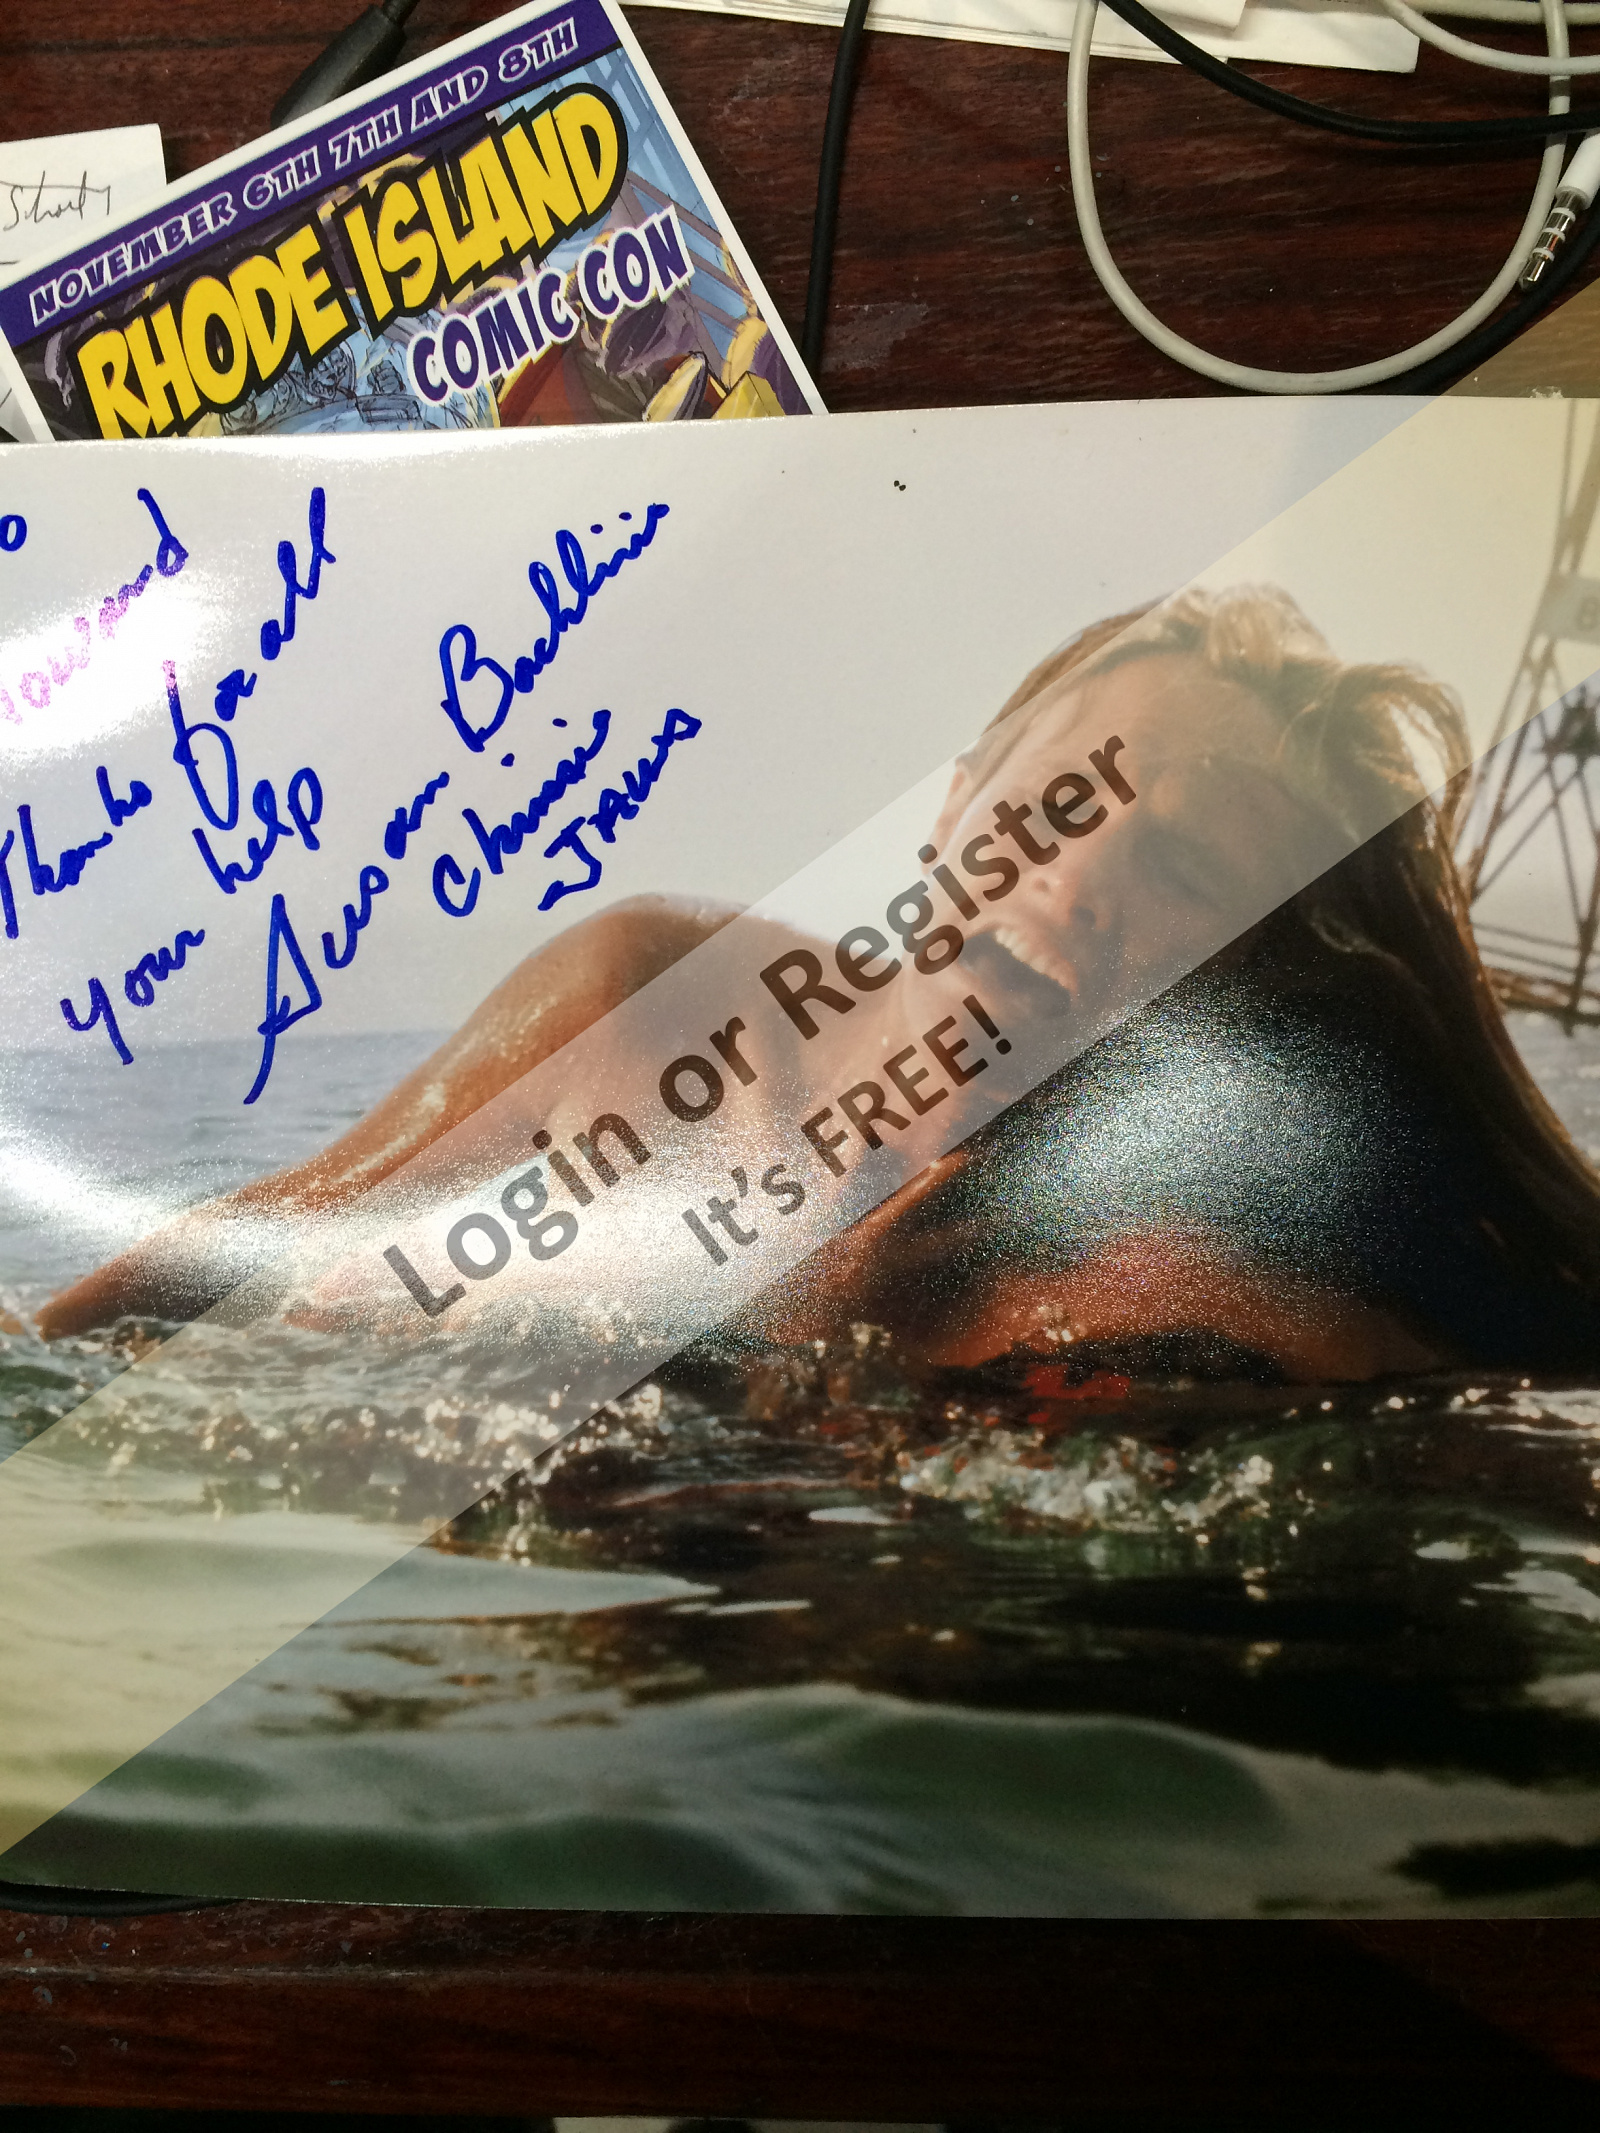 NOVEMBER 6TH 7TH AND 8TH
RHODE ISLAND
COMIC CON
o
oward
Thanks for all
your help
Susan Backlinie
Chrissie
JAWS
Login or Register
It's FREE!